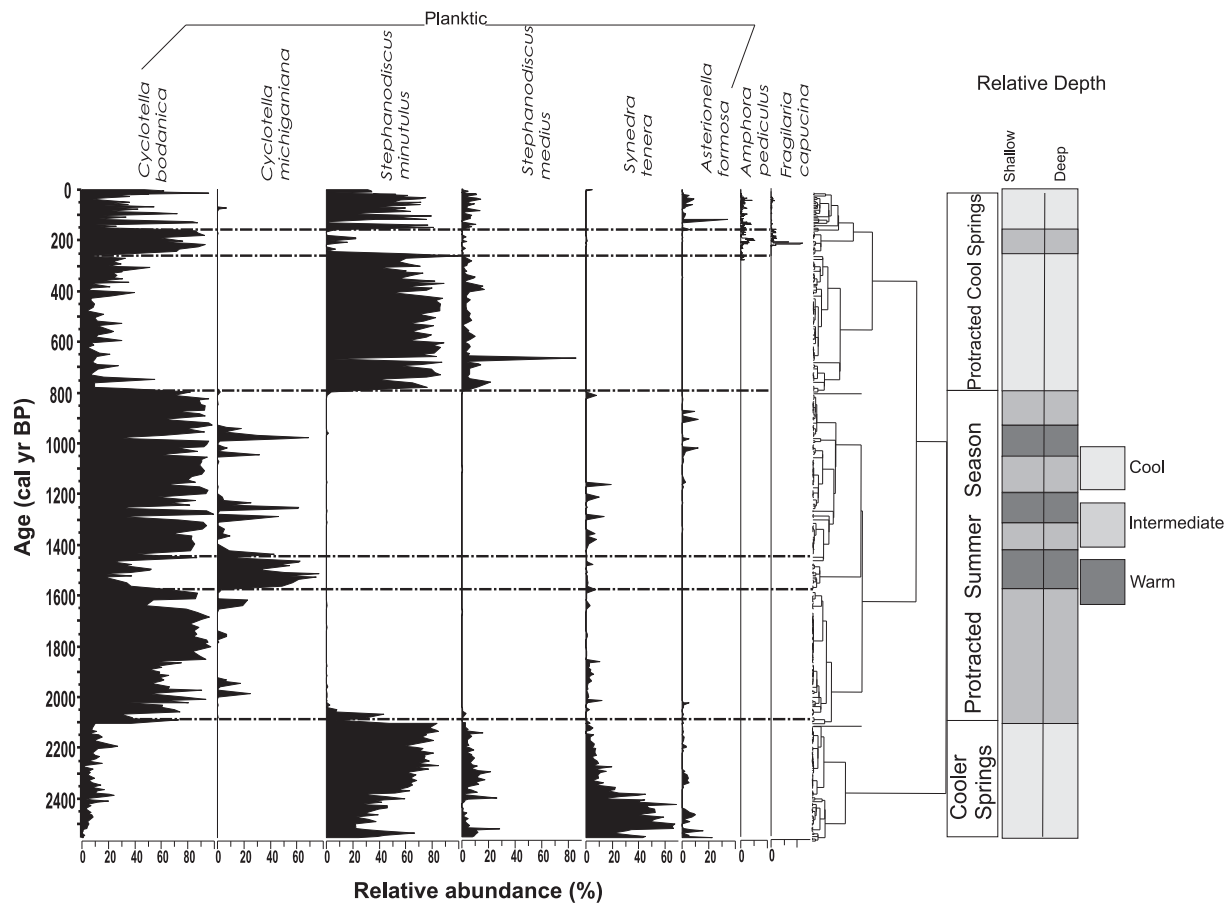 Planktic
Cyclotella
bodanica
Cyclotella
michiganiana
Stephanodiscus
minutulus
Stephanodiscus
medius
Synedra
tenera
Asterionella
formosa
Amphora
pediculus
Fragilaria
capucina
Relative Depth
Shallow
Deep
Age (cal yr BP)
0
200
400
600
800
1000
1200
1400
1600
1800
2000
2200
2400
Protracted Cool Springs
Protracted Summer Season
Cooler
Springs
Cool
Intermediate
Warm
0 20 40 60 80 0 20 40 60 80 0 20 40 60 80 0 20 40 60 80 0 20 40 60 0 20 0 0
Relative abundance (%)